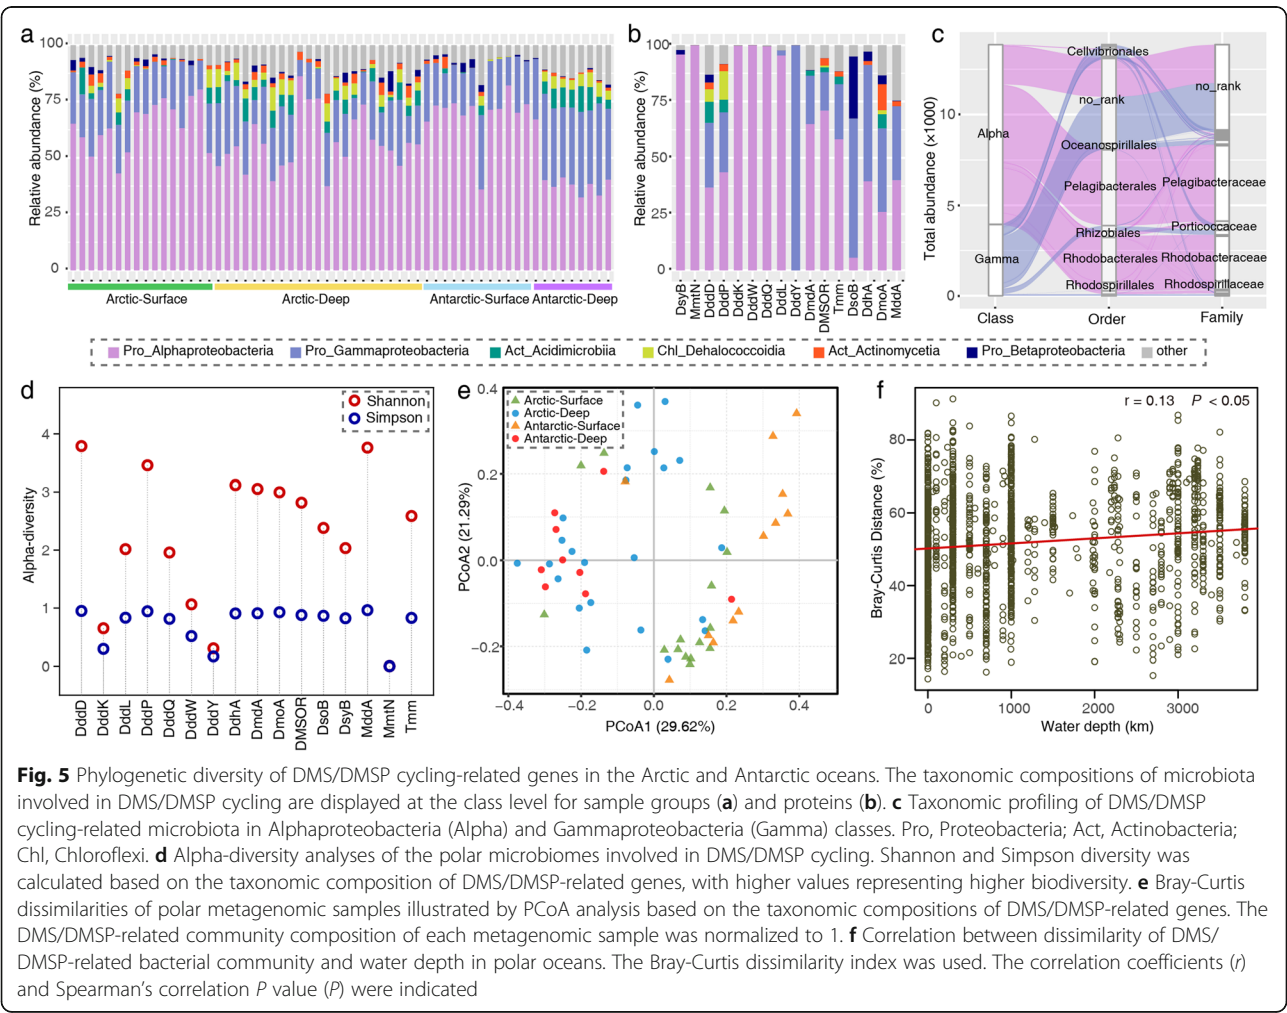 a
100
75
50
25
0
Relative abundance (%)
Arctic-Surface
Arctic-Deep
Antarctic-Surface
Antarctic-Deep
b
100
75
50
25
0
Relative abundance (%)
DsyB
MmtN
DddD
DddP
DddK
DddW
DddQ
DddL
DddY
DmdA
DMSOR
Tmm
DsoB
DdhA
DmoA
MddA
c
10
5
0
Total abundance (×1000)
Alpha
Gamma
Cellvibrionales
no_rank
Oceanospirillales
Pelagibacterales
Rhizobiales
Rhodobacterales
Rhodospirillales
no_rank
Pelagibacteraceae
Porticoccaceae
Rhodobacteraceae
Rhodospirillaceae
Class
Order
Family
Pro_Alphaproteobacteria
Pro_Gammaproteobacteria
Act_Acidimicrobiia
Chl_Dehalococcoidia
Act_Actinomycetia
Pro_Betaproteobacteria
other
d
Shannon
Simpson
4
3
2
1
0
Alpha-diversity
DddD
DddK
DddL
DddP
DddQ
DddW
DddY
DdhA
DmdA
DmoA
DMSOR
DsoB
DsyB
MddA
MmtN
Tmm
e
Arctic-Surface
Arctic-Deep
Antarctic-Surface
Antarctic-Deep
0.4
0.2
0.0
−0.2
PCoA2 (21.29%)
−0.4
−0.2
0.0
0.2
0.4
PCoA1 (29.62%)
f
r = 0.13 P < 0.05
80
60
40
20
Bray-Curtis Distance (%)
0
1000
2000
3000
Water depth (km)
Fig. 5 Phylogenetic diversity of DMS/DMSP cycling-related genes in the Arctic and Antarctic oceans. The taxonomic compositions of microbiota
involved in DMS/DMSP cycling are displayed at the class level for sample groups (a) and proteins (b). c Taxonomic profiling of DMS/DMSP
cycling-related microbiota in Alphaproteobacteria (Alpha) and Gammaproteobacteria (Gamma) classes. Pro, Proteobacteria; Act, Actinobacteria;
Chl, Chloroflexi. d Alpha-diversity analyses of the polar microbiomes involved in DMS/DMSP cycling. Shannon and Simpson diversity was
calculated based on the taxonomic composition of DMS/DMSP-related genes, with higher values representing higher biodiversity. e Bray-Curtis
dissimilarities of polar metagenomic samples illustrated by PCoA analysis based on the taxonomic compositions of DMS/DMSP-related genes. The
DMS/DMSP-related community composition of each metagenomic sample was normalized to 1. f Correlation between dissimilarity of DMS/
DMSP-related bacterial community and water depth in polar oceans. The Bray-Curtis dissimilarity index was used. The correlation coefficients (r)
and Spearman's correlation P value (P) were indicated